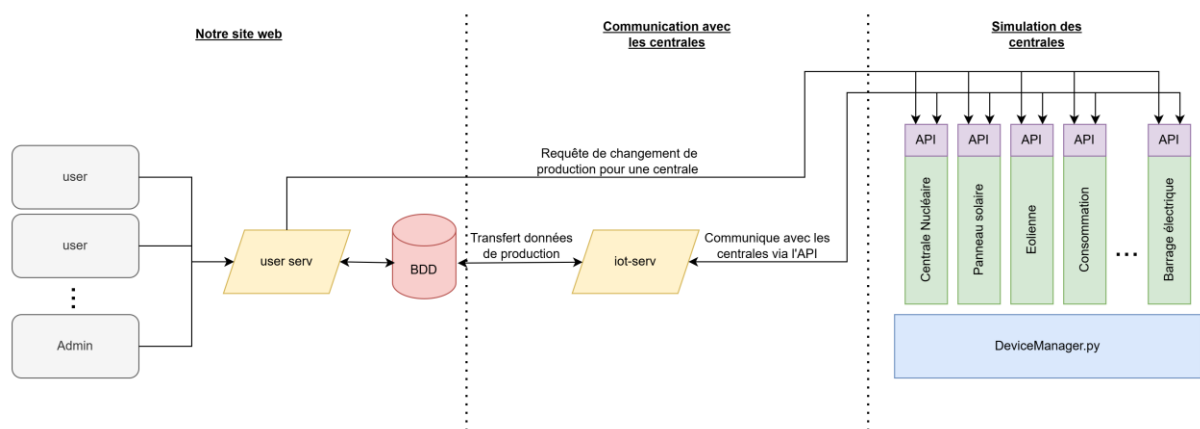 Notre site web
Communication avec
les centrales
Simulation des
centrales
user
user
Admin
user serv
BDD
Requête de changement de
production pour une centrale
Transfert données
de production
iot-serv
Communique avec les
centrales via l'API
API
API
API
API
API
Centrale Nucléaire
Panneau solaire
Eolienne
Consommation
...
Barrage électrique
DeviceManager.py